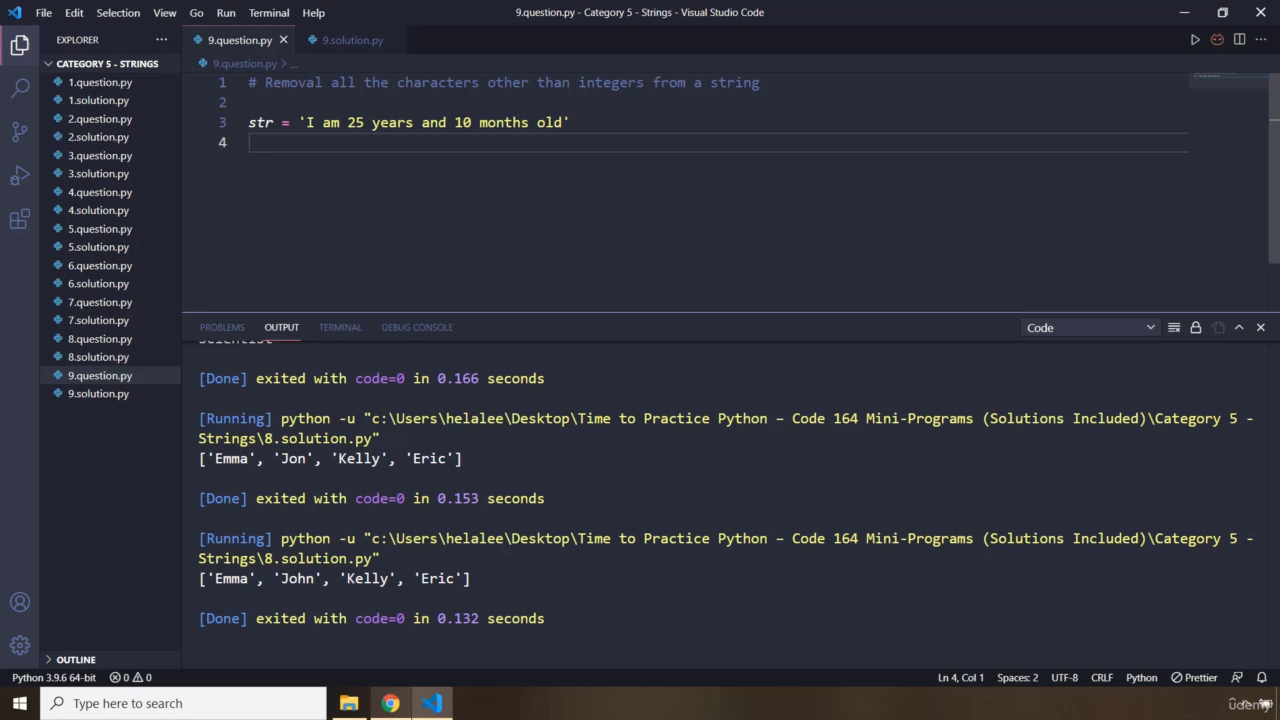 File Edit Selection View Go Run Terminal Help
9.question.py - Category 5 - Strings - Visual Studio Code
EXPLORER
9.question.py
9.solution.py
CATEGORY 5 - STRINGS
9.question.py > ...
1.question.py
1.solution.py
2.question.py
2.solution.py
3.question.py
3.solution.py
4.question.py
4.solution.py
5.question.py
5.solution.py
6.question.py
6.solution.py
7.question.py
7.solution.py
8.question.py
8.solution.py
9.question.py
9.solution.py
1 # Removal all the characters other than integers from a string
2
3 str = 'I am 25 years and 10 months old'
4
PROBLEMS OUTPUT TERMINAL DEBUG CONSOLE
Code
Scientist
[Done] exited with code=0 in 0.166 seconds
[Running] python -u "c:\Users\helalee\Desktop\Time to Practice Python – Code 164 Mini-Programs (Solutions Included)\Category 5 -
Strings\8.solution.py"
['Emma', 'Jon', 'Kelly', 'Eric']
[Done] exited with code=0 in 0.153 seconds
[Running] python -u "c:\Users\helalee\Desktop\Time to Practice Python – Code 164 Mini-Programs (Solutions Included)\Category 5 -
Strings\8.solution.py"
['Emma', 'John', 'Kelly', 'Eric']
[Done] exited with code=0 in 0.132 seconds
OUTLINE
Python 3.9.6 64-bit 0 0
Ln 4, Col 1 Spaces: 2 UTF-8 CRLF Python Prettier
Type here to search
udemy